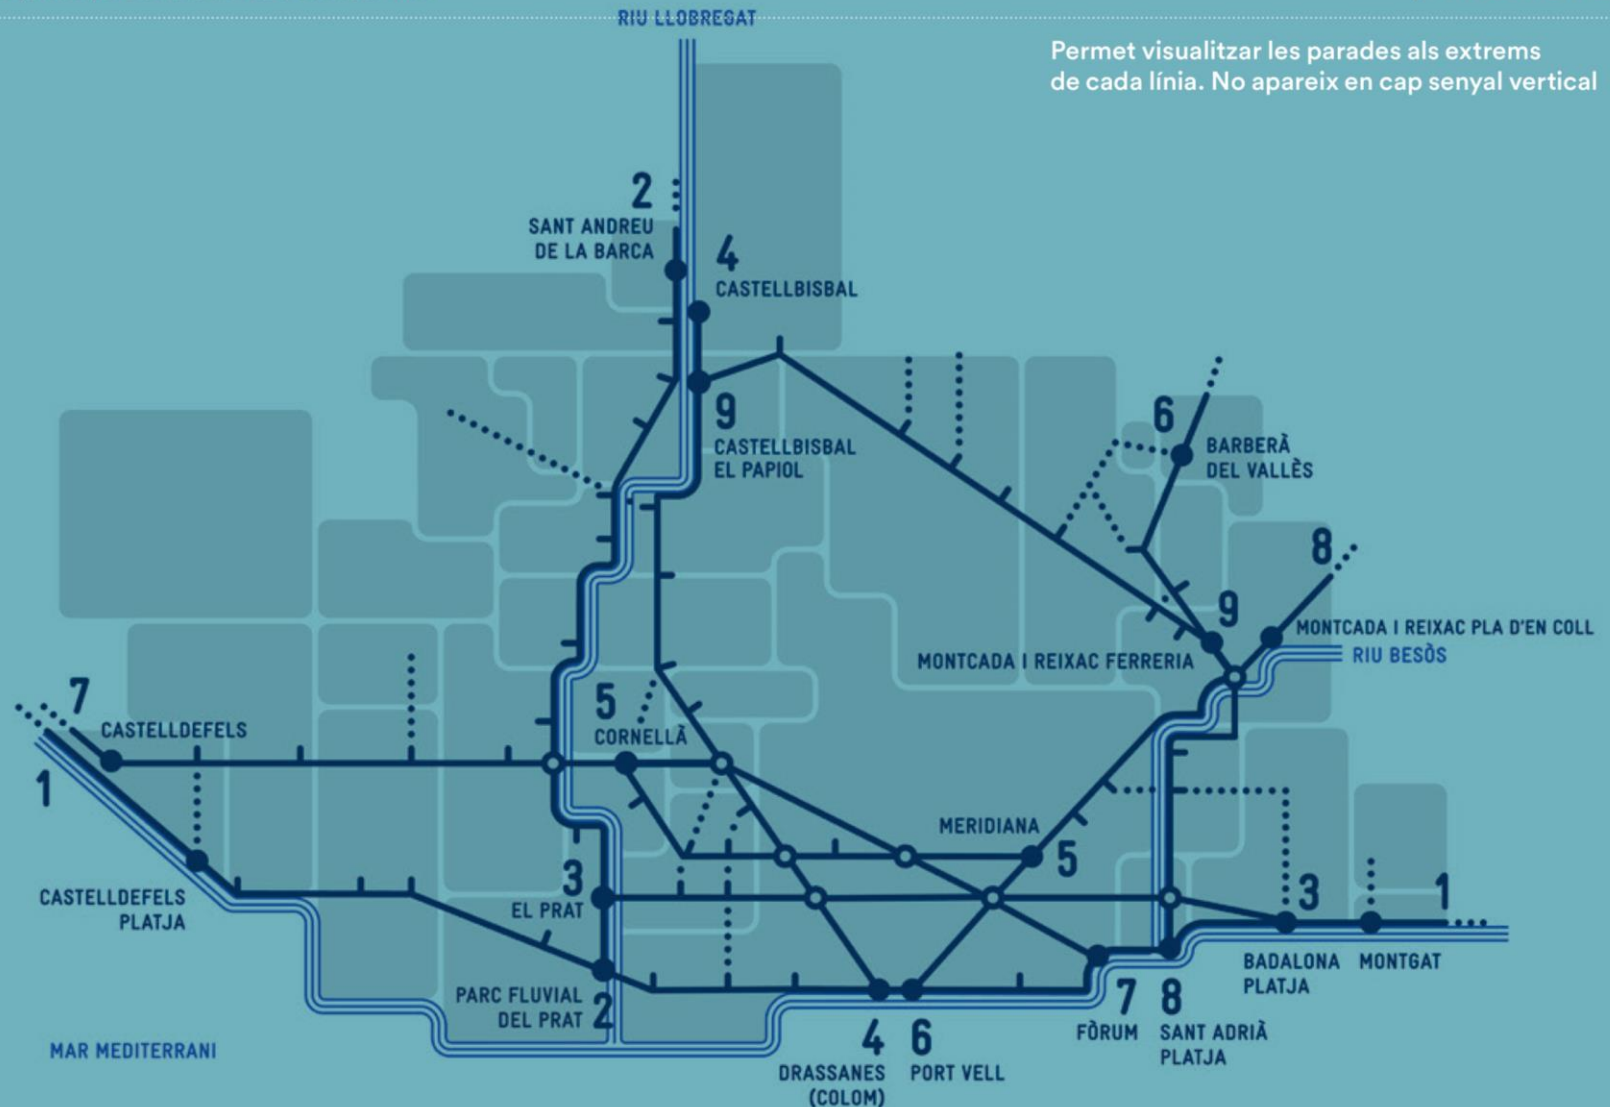 RIU LLOBREGAT
Permet visualitzar les parades als extrems
de cada línia. No apareix en cap senyal vertical
2
SANT ANDREU
DE LA BARCA
4
CASTELLBISBAL
9
CASTELLBISBAL
EL PAPIOL
6
BARBERÀ
DEL VALLÈS
8
9
MONTCADA I REIXAC PLA D'EN COLL
MONTCADA I REIXAC FERRERIA
RIU BESÒS
7
CASTELLDEFELS
5
CORNELLÀ
1
MERIDIANA
5
CASTELLDEFELS
PLATJA
3
EL PRAT
3
1
BADALONA
PLATJA
MONTGAT
PARC FLUVIAL
DEL PRAT
2
7
FÒRUM
8
SANT ADRIÀ
PLATJA
4
DRASSANES
(COLOM)
6
PORT VELL
MAR MEDITERRANI